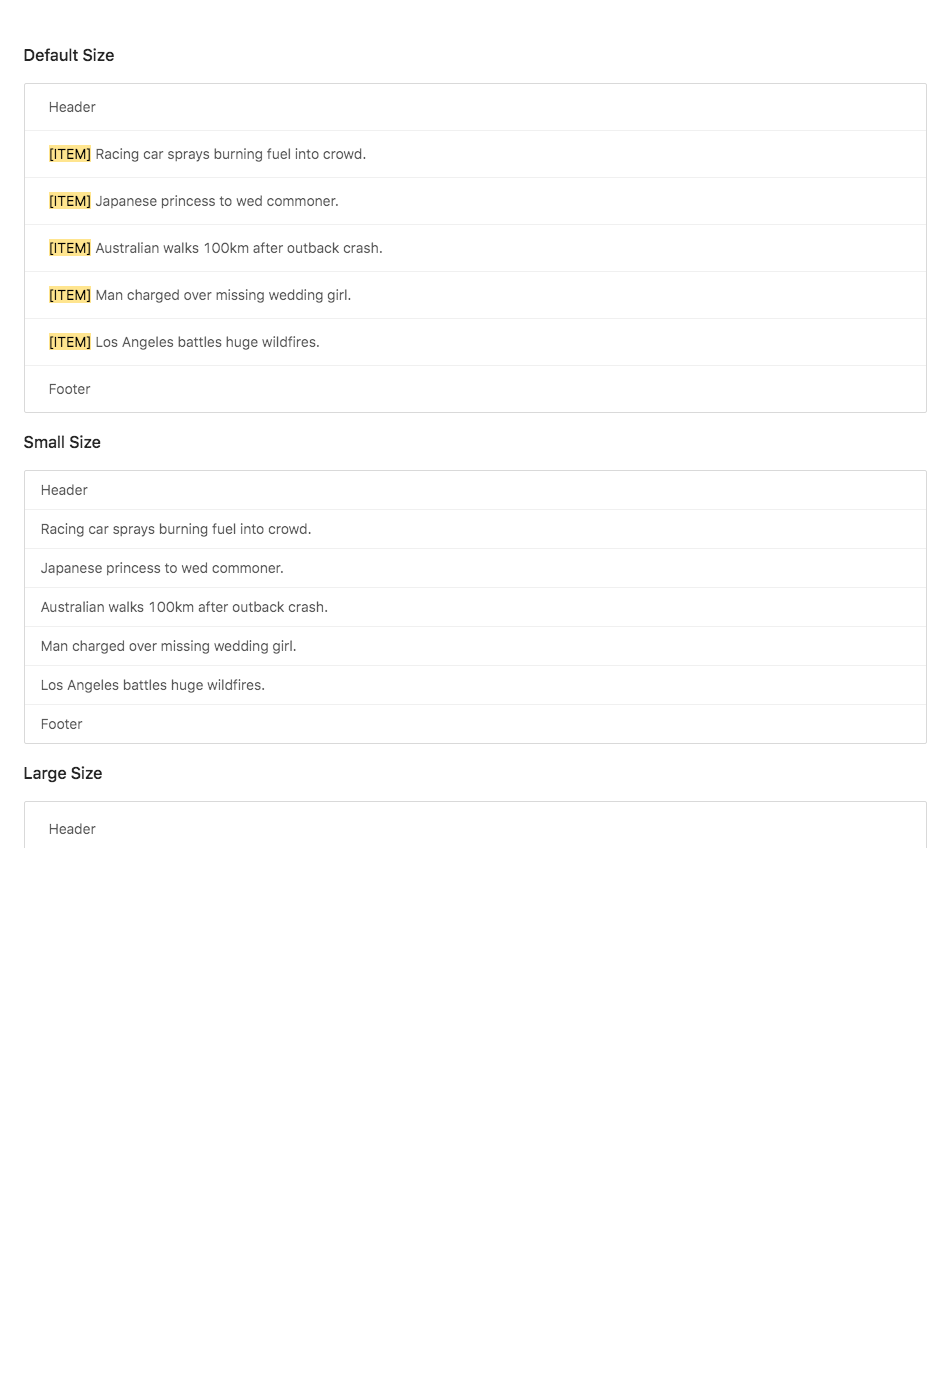 Default Size
Header
[ITEM] Racing car sprays burning fuel into crowd.
[ITEM] Japanese princess to wed commoner.
[ITEM] Australian walks 100km after outback crash.
[ITEM] Man charged over missing wedding girl.
[ITEM] Los Angeles battles huge wildfires.
Footer
Small Size
Header
Racing car sprays burning fuel into crowd.
Japanese princess to wed commoner.
Australian walks 100km after outback crash.
Man charged over missing wedding girl.
Los Angeles battles huge wildfires.
Footer
Large Size
Header